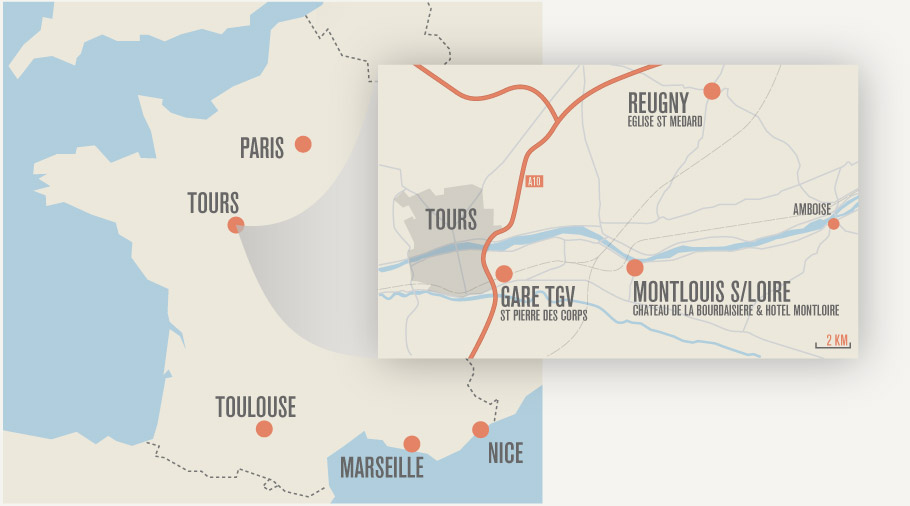 PARIS
TOURS
TOULOUSE
MARSEILLE
NICE
REUGNY
EGLISE ST MEDARD
A10
TOURS
AMBOISE
GARE TGV
ST PIERRE DES CORPS
MONTLOUIS S/LOIRE
CHATEAU DE LA BOURDAISIERE & HOTEL MONTLOIRE
2 KM